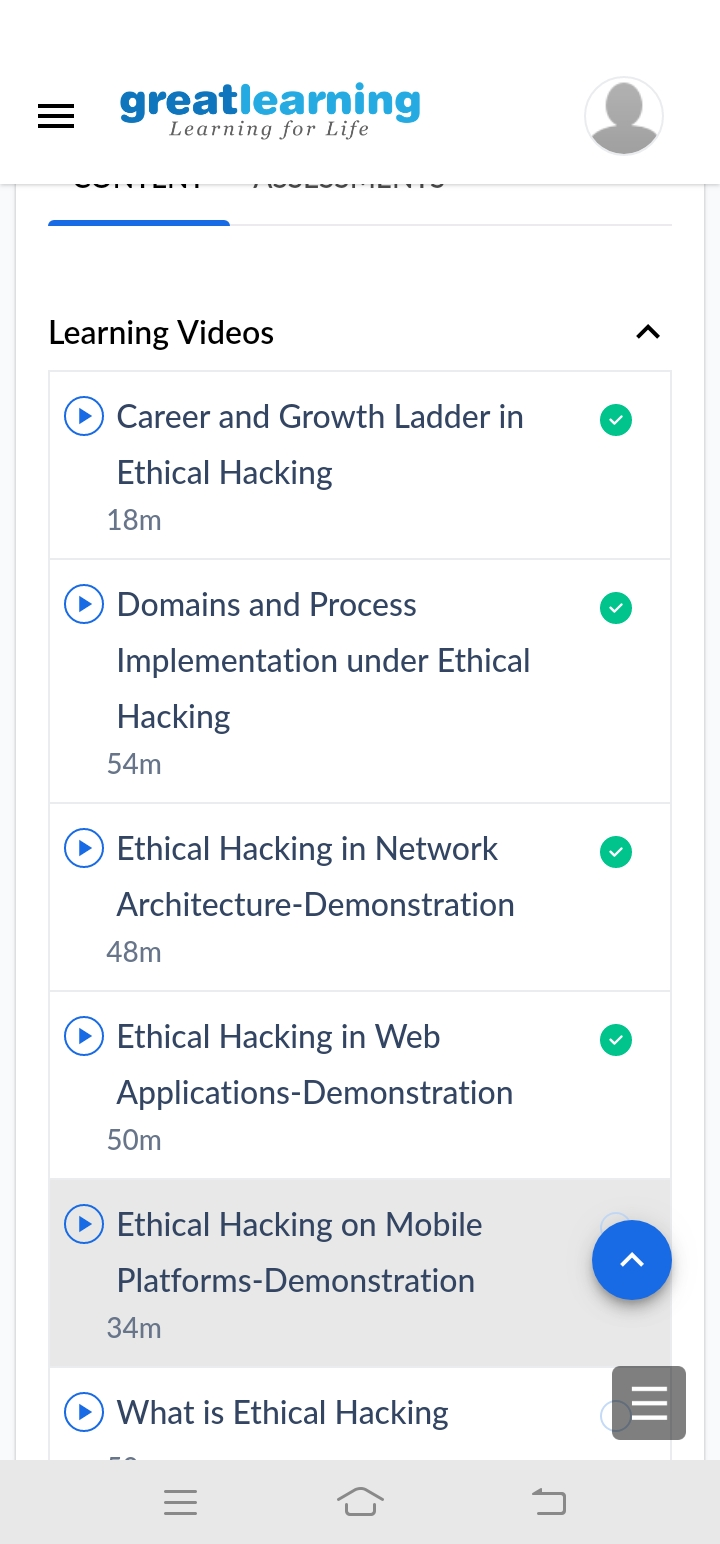 greatlearning
Learning for Life
CONTENT ASSESSMENTS
Learning Videos
Career and Growth Ladder in
Ethical Hacking
18m
Domains and Process
Implementation under Ethical
Hacking
54m
Ethical Hacking in Network
Architecture-Demonstration
48m
Ethical Hacking in Web
Applications-Demonstration
50m
Ethical Hacking on Mobile
Platforms-Demonstration
34m
What is Ethical Hacking